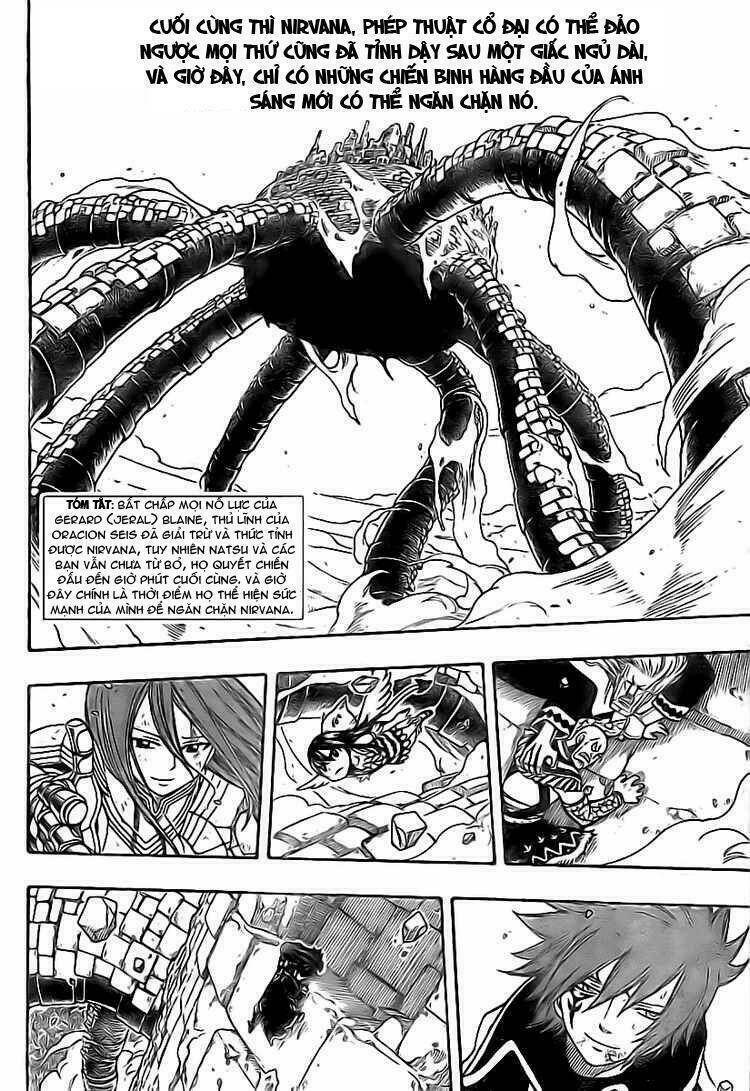 CUỐI CÙNG THÌ NIRVANA, PHÉP THUẬT CỔ ĐẠI CÓ THỂ ĐẢO
NGƯỢC MỌI THỨ CŨNG ĐÃ TỈNH DẬY SAU MỘT GIẤC NGỦ DÀI,
VÀ GIỜ ĐÂY, CHỈ CÓ NHỮNG CHIẾN BINH HÀNG ĐẦU CỦA ÁNH
SÁNG MỚI CÓ THỂ NGĂN CHẶN NÓ.
TÓM TẮT: BẤT CHẤP MỌI NỖ LỰC CỦA
GERARD (JERAL) BLAINE, THỦ LĨNH CỦA
ORACION SEIS ĐÃ GIẢI TRỪ VÀ THỨC TỈNH
ĐƯỢC NIRVANA, TUY NHIÊN NATSU VÀ CÁC
BẠN VẪN CHƯA TỪ BỎ, HỌ QUYẾT CHIẾN
ĐẤU ĐẾN GIỜ PHÚT CUỐI CÙNG. VÀ GIỜ
ĐÂY CHÍNH LÀ THỜI ĐIỂM HỌ THỂ HIỆN SỨC
MẠNH CỦA MÌNH ĐỂ NGĂN CHẶN NIRVANA.